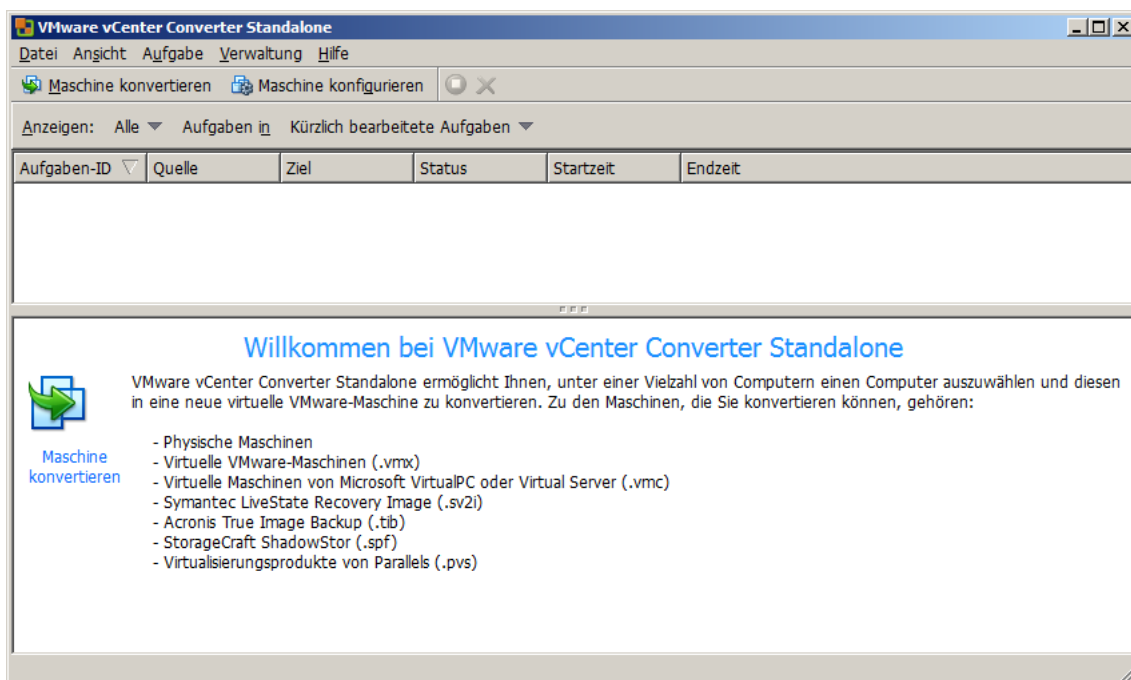 VMware vCenter Converter Standalone
Datei Ansicht Aufgabe Verwaltung Hilfe
Maschine konvertieren Maschine konfigurieren
Anzeigen: Alle Aufgaben in Kürzlich bearbeitete Aufgaben
Aufgaben-ID Quelle Ziel Status Startzeit Endzeit
Willkommen bei VMware vCenter Converter Standalone
VMware vCenter Converter Standalone ermöglicht Ihnen, unter einer Vielzahl von Computern einen Computer auszuwählen und diesen
in eine neue virtuelle VMware-Maschine zu konvertieren. Zu den Maschinen, die Sie konvertieren können, gehören:
Maschine
konvertieren
- Physische Maschinen
- Virtuelle VMware-Maschinen (.vmx)
- Virtuelle Maschinen von Microsoft VirtualPC oder Virtual Server (.vmc)
- Symantec LiveState Recovery Image (.sv2i)
- Acronis True Image Backup (.tib)
- StorageCraft ShadowStor (.spf)
- Virtualisierungsprodukte von Parallels (.pvs)